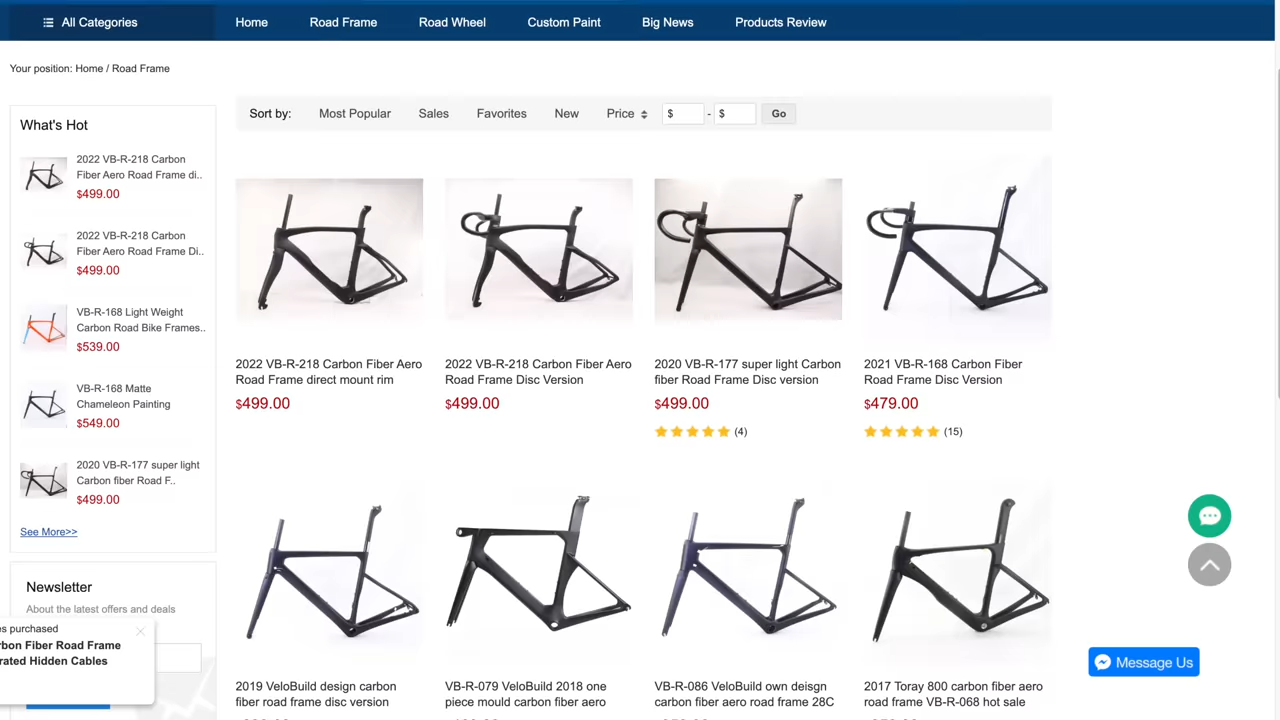 All Categories
Home
Road Frame
Road Wheel
Custom Paint
Big News
Products Review
Your position: Home / Road Frame
What's Hot
2022 VB-R-218 Carbon
Fiber Aero Road Frame di..
$499.00
2022 VB-R-218 Carbon
Fiber Aero Road Frame Di..
$499.00
VB-R-168 Light Weight
Carbon Road Bike Frames..
$539.00
VB-R-168 Matte
Chameleon Painting
$549.00
2020 VB-R-177 super light
Carbon fiber Road F..
$499.00
See More>>
Newsletter
About the latest offers and deals
es purchased
rbon Fiber Road Frame
rated Hidden Cables
Sort by:
Most Popular
Sales
Favorites
New
Price
$ - $
Go
2022 VB-R-218 Carbon Fiber Aero
Road Frame direct mount rim
$499.00
2022 VB-R-218 Carbon Fiber Aero
Road Frame Disc Version
$499.00
2020 VB-R-177 super light Carbon
fiber Road Frame Disc version
$499.00
(4)
2021 VB-R-168 Carbon Fiber
Road Frame Disc Version
$479.00
(15)
2019 VeloBuild design carbon
fiber road frame disc version
VB-R-079 VeloBuild 2018 one
piece mould carbon fiber aero
VB-R-086 VeloBuild own deisgn
carbon fiber aero road frame 28C
2017 Toray 800 carbon fiber aero
road frame VB-R-068 hot sale
Message Us